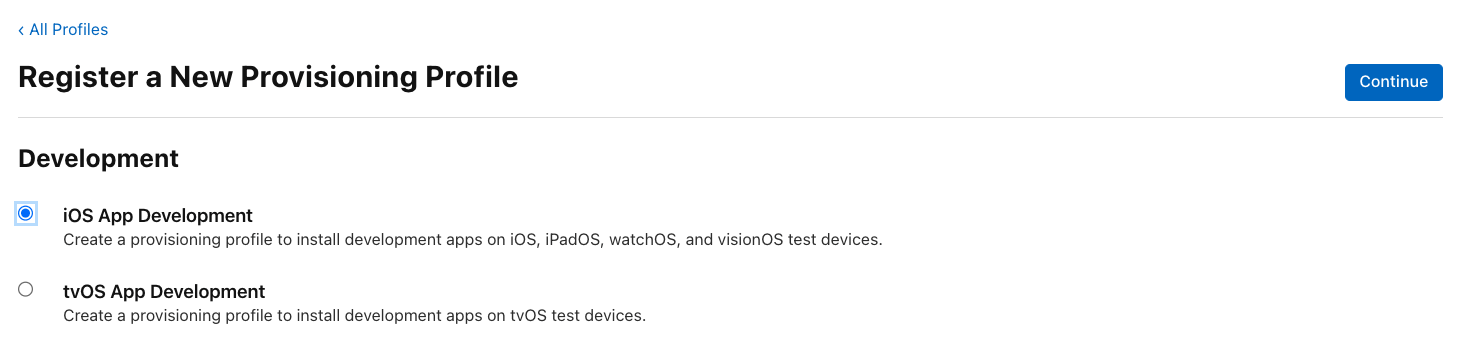 ‹ All Profiles
Register a New Provisioning Profile
Continue
Development
iOS App Development
Create a provisioning profile to install development apps on iOS, iPadOS, watchOS, and visionOS test devices.
tvOS App Development
Create a provisioning profile to install development apps on tvOS test devices.